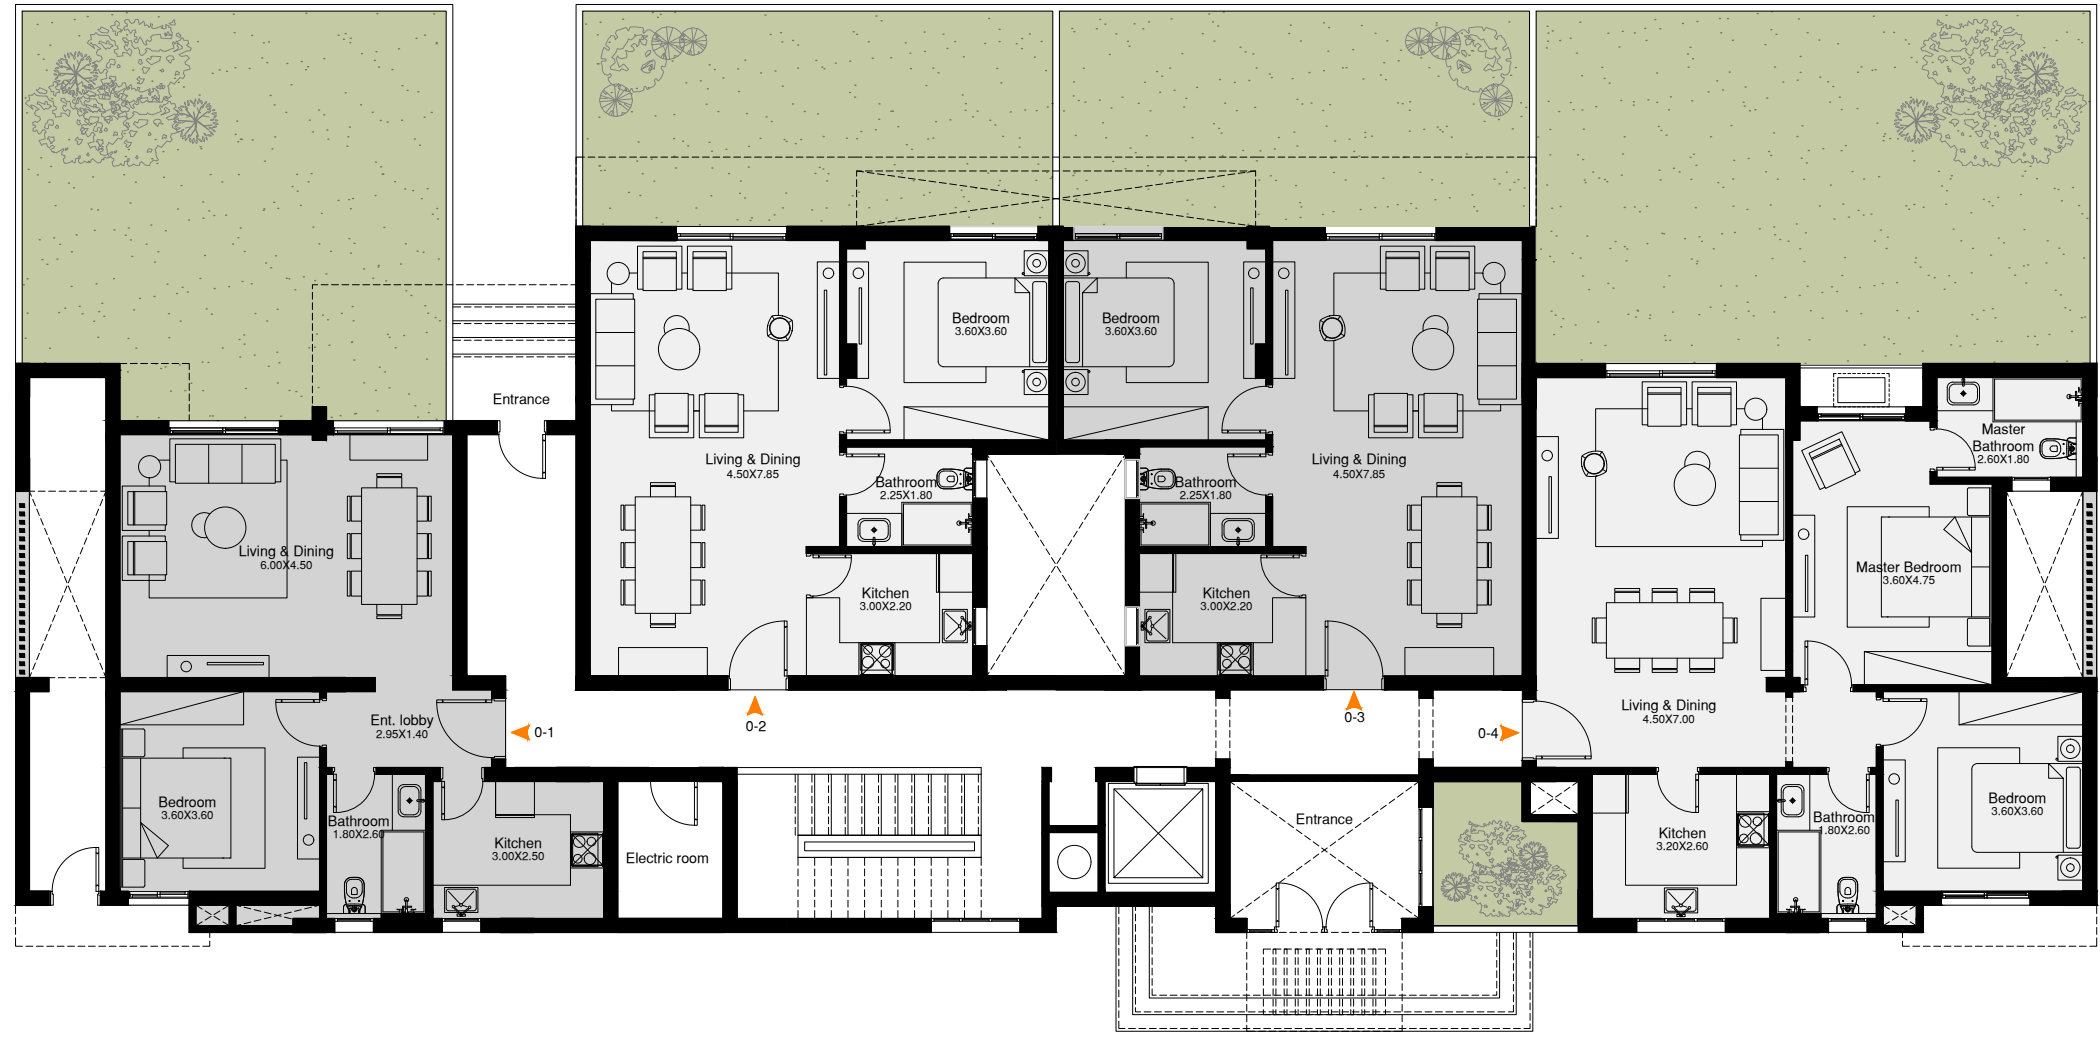 Entrance
Living & Dining
6.00X4.50
Ent. lobby
2.95X1.40
Bedroom
3.60X3.60
Bathroom
1.80X2.60
Kitchen
3.00X2.50
0-1
Electric room
Living & Dining
4.50X7.85
Bedroom
3.60X3.60
Bathroom
2.25X1.80
Kitchen
3.00X2.20
0-2
Bedroom
3.60X3.60
Living & Dining
4.50X7.85
Bathroom
2.25X1.80
Kitchen
3.00X2.20
0-3
Entrance
0-4
Master
Bathroom
2.60X1.80
Master Bedroom
3.60X4.75
Living & Dining
4.50X7.00
Kitchen
3.20X2.60
Bathroom
1.80X2.60
Bedroom
3.60X3.60